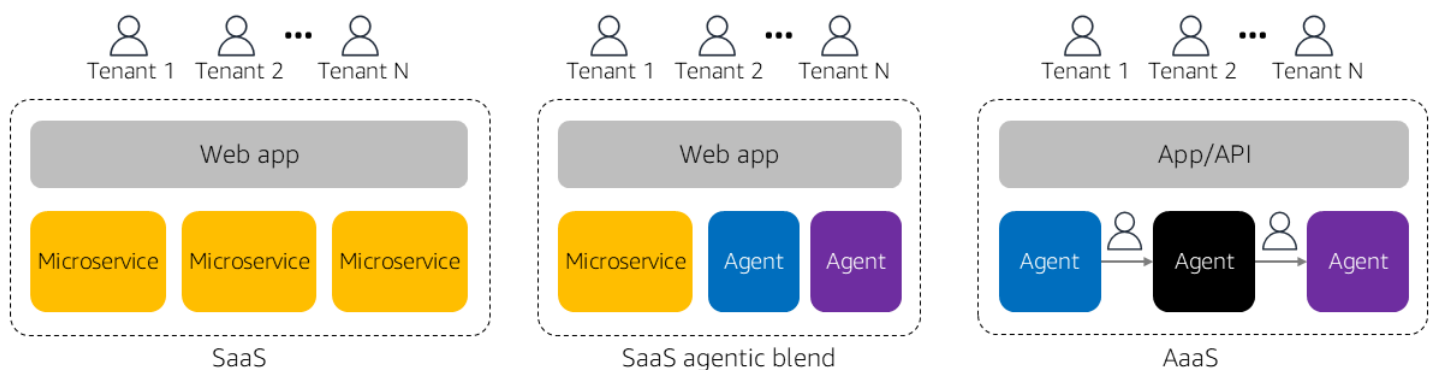 Tenant 1 Tenant 2 ••• Tenant N
Web app
Microservice Microservice Microservice
SaaS
Tenant 1 Tenant 2 ••• Tenant N
Web app
Microservice Agent Agent
SaaS agentic blend
Tenant 1 Tenant 2 ••• Tenant N
App/API
Agent Agent Agent
AaaS